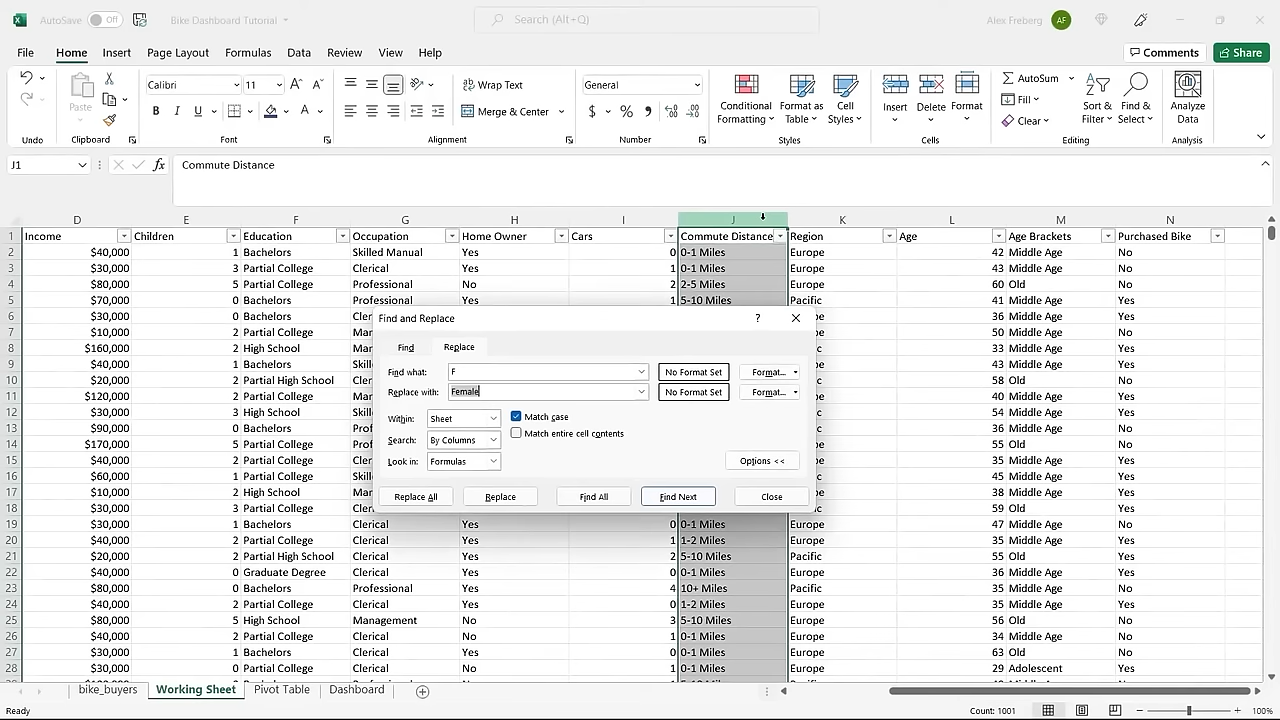 AutoSave Off Bike Dashboard Tutorial Search (Alt+Q) Alex Freberg AF
File Home Insert Page Layout Formulas Data Review View Help Comments Share
Calibri 11 Wrap Text General AutoSum
Paste B I U Merge & Center $ % Conditional Formatting Format as Table Cell Styles Insert Delete Format Fill Clear Sort & Filter Find & Select Analyze Data
Undo Clipboard Font Alignment Number Styles Cells Editing Analysis
J1 fx Commute Distance
D E F G H I J K L M N
1 Income Children Education Occupation Home Owner Cars Commute Distance Region Age Age Brackets Purchased Bike
2 $40,000 1 Bachelors Skilled Manual Yes 0 0-1 Miles Europe 42 Middle Age No
3 $30,000 3 Partial College Clerical Yes 1 0-1 Miles Europe 43 Middle Age No
4 $80,000 5 Partial College Professional No 2 2-5 Miles Europe 60 Old No
5 $70,000 0 Bachelors Professional Yes 1 5-10 Miles Pacific 41 Middle Age Yes
6 $30,000 0 Bachelors Cler Europe 36 Middle Age Yes
7 $10,000 2 Partial College Europe 50 Middle Age No
8 $160,000 2 High School Pacific 33 Middle Age Yes
9 $40,000 1 Bachelors Skill Europe 43 Middle Age Yes
10 $20,000 2 Partial High School Cler Europe 58 Old No
11 $120,000 2 Partial College Europe 40 Middle Age Yes
12 $30,000 3 High School Europe 54 Middle Age Yes
13 $90,000 0 Bachelors Europe 36 Middle Age No
14 $170,000 5 Partial College Europe 55 Old No
15 $40,000 2 Partial College Europe 35 Middle Age Yes
16 $60,000 1 Partial College Europe 45 Middle Age Yes
17 $10,000 2 High School Europe 38 Middle Age Yes
18 $30,000 3 Partial College Cler Europe 59 Old Yes
Find and Replace ?
Find Replace
Find what: F No Format Set Format...
Replace with: Female No Format Set Format...
Within: Sheet Match case
Search: By Columns Match entire cell contents
Look in: Formulas Options <<
Replace All Replace Find All Find Next Close
19 $30,000 1 Bachelors Clerical Yes 0 0-1 Miles Europe 47 Middle Age No
20 $40,000 2 Partial College Clerical Yes 1 1-2 Miles Europe 35 Middle Age Yes
21 $20,000 2 Partial High School Clerical Yes 2 5-10 Miles Pacific 55 Old Yes
22 $40,000 0 Graduate Degree Clerical Yes 0 0-1 Miles Europe 36 Middle Age Yes
23 $80,000 0 Bachelors Professional Yes 4 10+ Miles Pacific 35 Middle Age No
24 $40,000 2 Partial College Clerical Yes 0 1-2 Miles Europe 35 Middle Age Yes
25 $80,000 5 High School Management No 3 5-10 Miles Europe 56 Old No
26 $40,000 2 Partial College Clerical No 1 0-1 Miles Europe 34 Middle Age No
27 $30,000 1 Bachelors Clerical Yes 0 0-1 Miles Europe 63 Old No
28 $30,000 0 Partial College Clerical No 1 0-1 Miles Europe 29 Adolescent Yes
bike_buyers Working Sheet Pivot Table Dashboard
Ready Count: 1001 100%